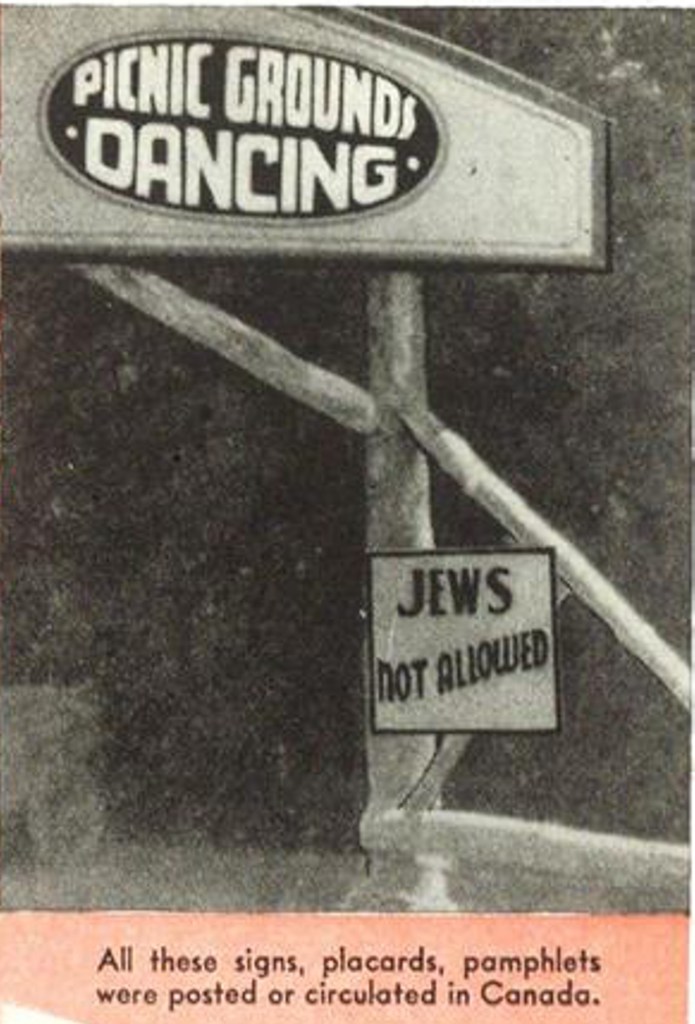 PICNIC GROUNDS
• DANCING •
JEWS
NOT ALLOWED
All these signs, placards, pamphlets
were posted or circulated in Canada.